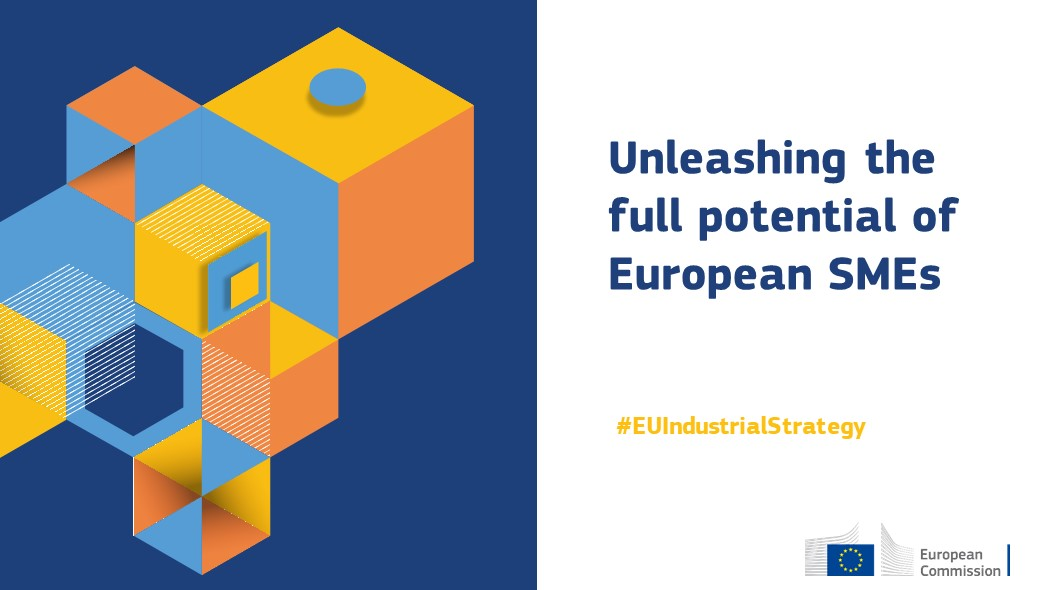 Unleashing the
full potential of
European SMEs
#EUIndustrialStrategy
European
Commission